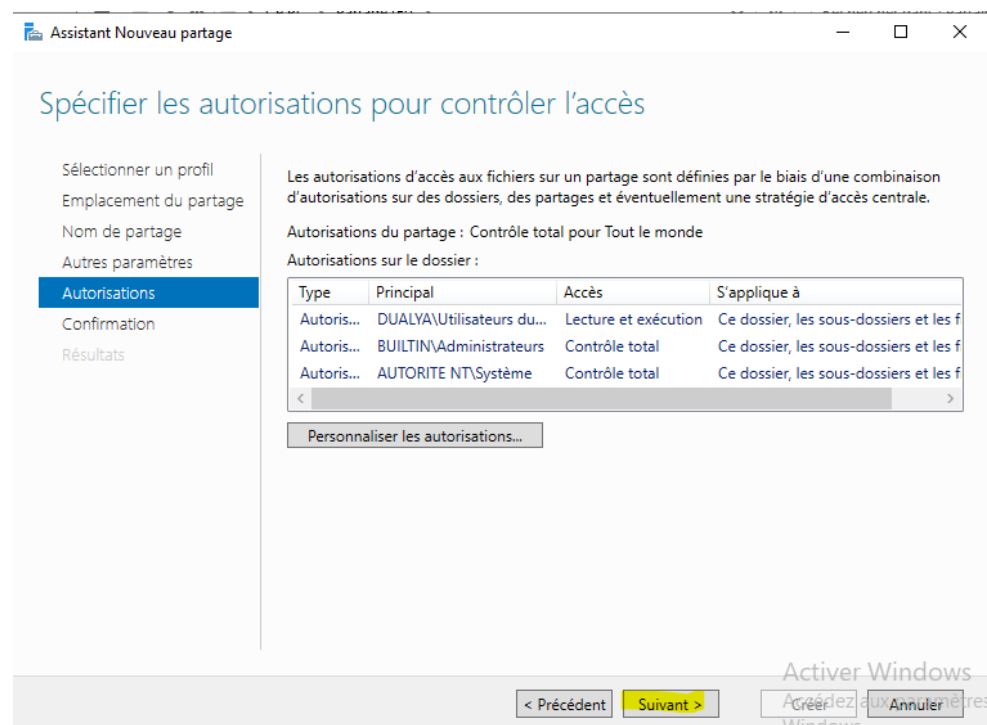 Assistant Nouveau partage
Spécifier les autorisations pour contrôler l'accès
Sélectionner un profil
Emplacement du partage
Nom de partage
Autres paramètres
Autorisations
Confirmation
Résultats
Les autorisations d'accès aux fichiers sur un partage sont définies par le biais d'une combinaison
d'autorisations sur des dossiers, des partages et éventuellement une stratégie d'accès centrale.
Autorisations du partage : Contrôle total pour Tout le monde
Autorisations sur le dossier :
Type Principal Accès S'applique à
Autoris... DUALYA\Utilisateurs du... Lecture et exécution Ce dossier, les sous-dossiers et les f
Autoris... BUILTIN\Administrateurs Contrôle total Ce dossier, les sous-dossiers et les f
Autoris... AUTORITE NT\Système Contrôle total Ce dossier, les sous-dossiers et les f
Personnaliser les autorisations...
Activer Windows
< Précédent Suivant > Créer Annuler